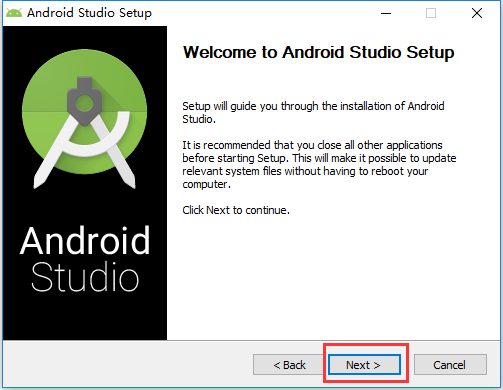 Android Studio Setup
Welcome to Android Studio Setup
Setup will guide you through the installation of Android
Studio.
It is recommended that you close all other applications
before starting Setup. This will make it possible to update
relevant system files without having to reboot your
computer.
Click Next to continue.
Android
Studio
< Back
Next >
Cancel